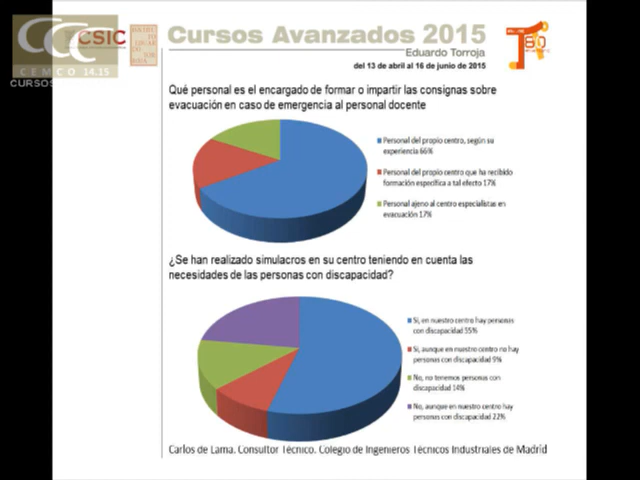 CCC
CEMCO 14.15
CURSOS
CSIC
Cursos Avanzados 2015
Eduardo Torroja
del 13 de abril al 16 de junio de 2015
Qué personal es el encargado de formar o impartir las consignas sobre
evacuación en caso de emergencia al personal docente
Personal del propio centro, según su
experiencia 66%
Personal del propio centro que ha recibido
formación especifica a tal efecto 17%
Personal ajeno al centro especialistas en
evacuación 17%
¿Se han realizado simulacros en su centro teniendo en cuenta las
necesidades de las personas con discapacidad?
Si, en nuestro centro hay personas
con discapacidad 55%
Si, aunque en nuestro centro no hay
personas con discapacidad 9%
No, no tenemos personas con
discapacidad 14%
No, aunque en nuestro centro hay
personas con discapacidad 22%
Carlos de Lama. Consultor Técnico. Colegio de Ingenieros Técnicos Industriales de Madrid